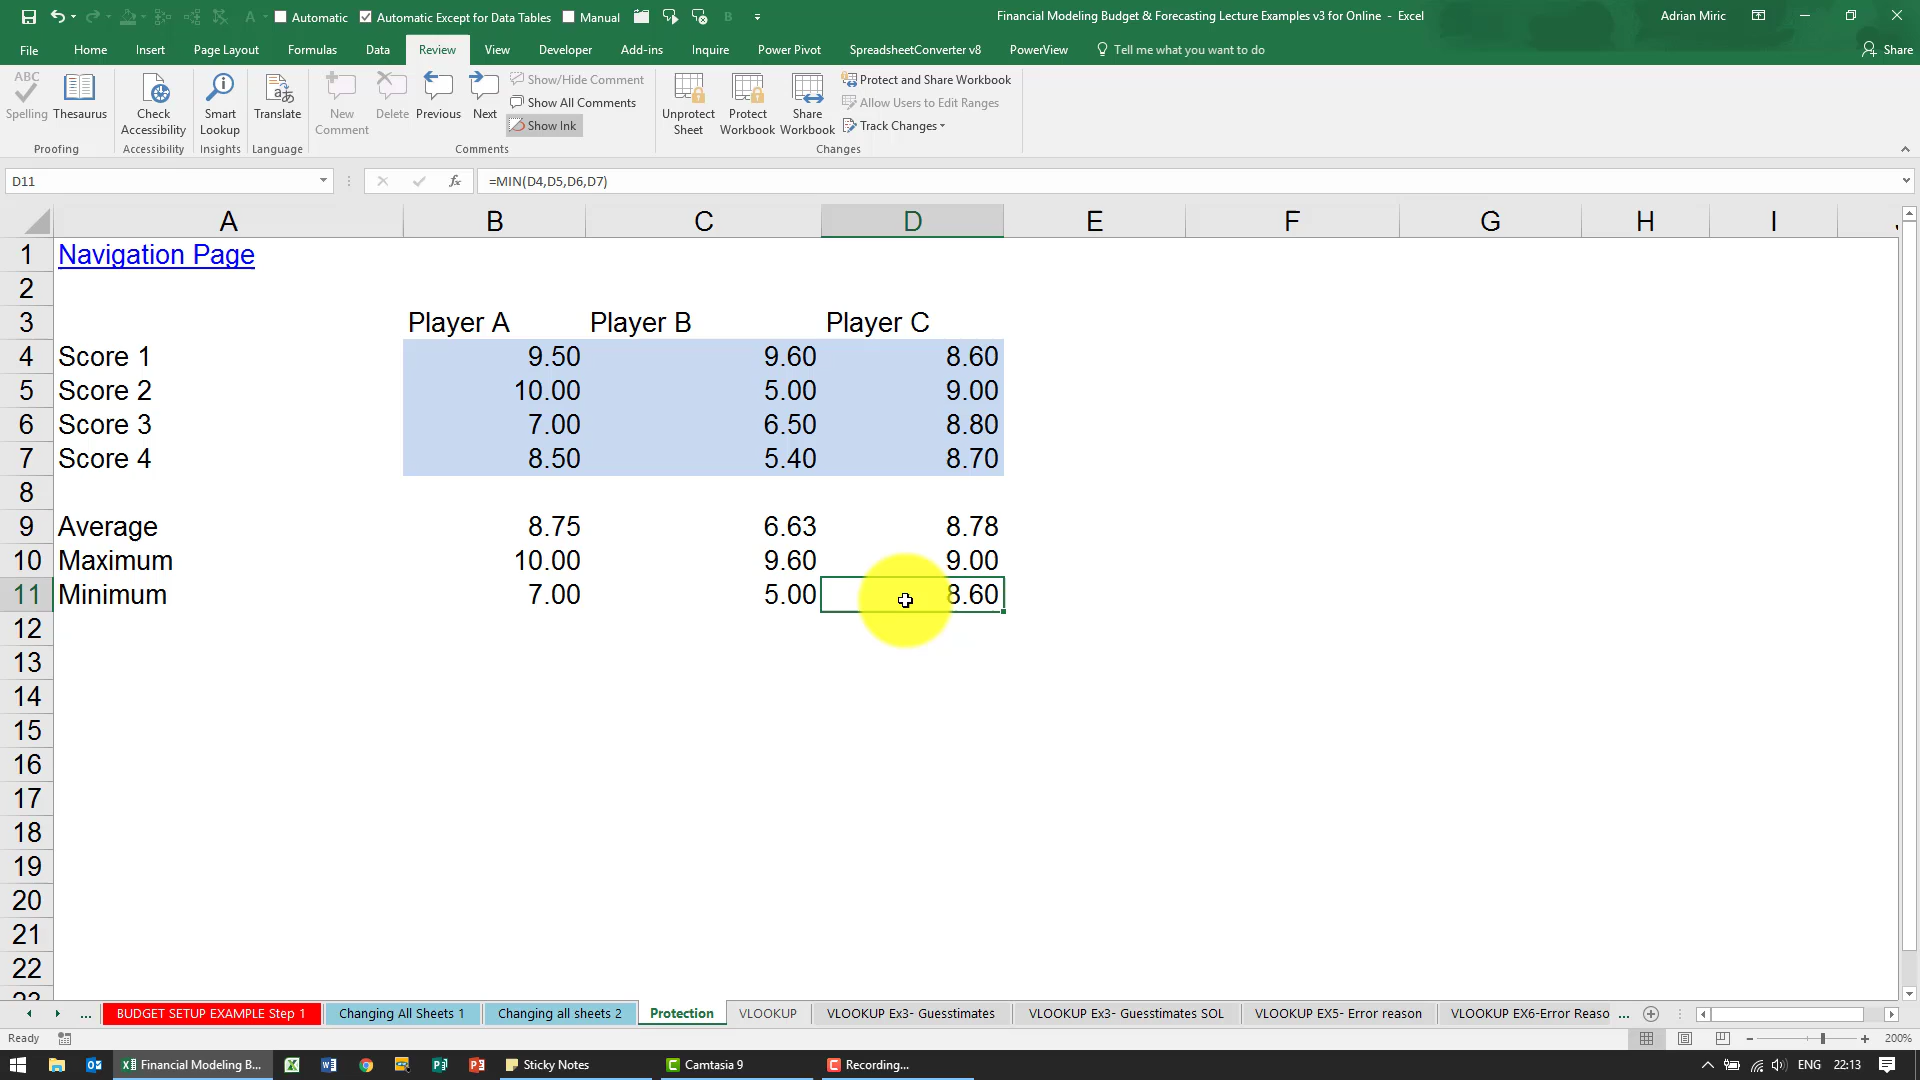 Automatic Automatic Except for Data Tables Manual
Financial Modeling Budget & Forecasting Lecture Examples v3 for Online - Excel
Adrian Miric
File Home Insert Page Layout Formulas Data Review View Developer Add-ins Inquire Power Pivot SpreadsheetConverter v8 PowerView Tell me what you want to do Share
ABC
Spelling
Thesaurus
Proofing
Check
Accessibility
Accessibility
Smart
Lookup
Insights
Translate
Language
New
Comment
Delete
Previous
Next
Show/Hide Comment
Show All Comments
Show Ink
Comments
Unprotect
Sheet
Protect
Workbook
Share
Workbook
Protect and Share Workbook
Allow Users to Edit Ranges
Track Changes
Changes
D11 fx =MIN(D4,D5,D6,D7)
A B C D E F G H I
1 Navigation Page
2
3 Player A Player B Player C
4 Score 1 9.50 9.60 8.60
5 Score 2 10.00 5.00 9.00
6 Score 3 7.00 6.50 8.80
7 Score 4 8.50 5.40 8.70
8
9 Average 8.75 6.63 8.78
10 Maximum 10.00 9.60 9.00
11 Minimum 7.00 5.00 8.60
12
13
14
15
16
17
18
19
20
21
22
23
... BUDGET SETUP EXAMPLE Step 1 Changing All Sheets 1 Changing all sheets 2 Protection VLOOKUP VLOOKUP Ex3- Guesstimates VLOOKUP Ex3- Guesstimates SOL VLOOKUP EX5- Error reason VLOOKUP EX6-Error Reaso ...
Ready 200%
Financial Modeling B... Sticky Notes Camtasia 9 Recording... ENG 22:13